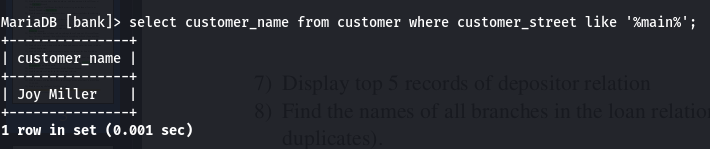 MariaDB [bank]> select customer_name from customer where customer_street like '%main%';
+---------------+
| customer_name |
+---------------+
| Joy Miller    |
+---------------+
7) Display top 5 records of depositor relation
8) Find the names of all branches in the loan relatio
duplicates).
1 row in set (0.001 sec)